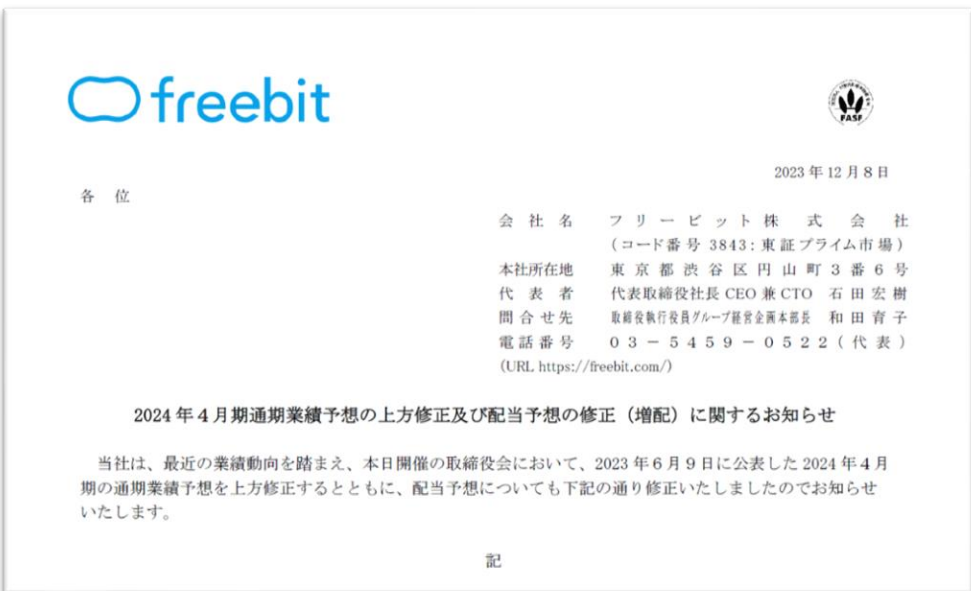 freebit
FASF
2023年12月8日
各 位
会 社 名 フ リ ー ビ ッ ト 株 式 会 社
(コード番号 3843:東証プライム市場)
本社所在地 東 京 都 渋 谷 区 円 山 町 3 番 6 号
代 表 者 代表取締役社長 CEO 兼 CTO 石田宏樹
問合せ先 取締役執行役員グループ経営企画本部長 和田育子
電話番号 03-5459-0522(代表)
(URL https://freebit.com/)
2024年4月期通期業績予想の上方修正及び配当予想の修正(増配)に関するお知らせ
当社は、最近の業績動向を踏まえ、本日開催の取締役会において、2023年6月9日に公表した2024年4月
期の通期業績予想を上方修正するとともに、配当予想についても下記の通り修正いたしましたのでお知らせ
いたします。
記